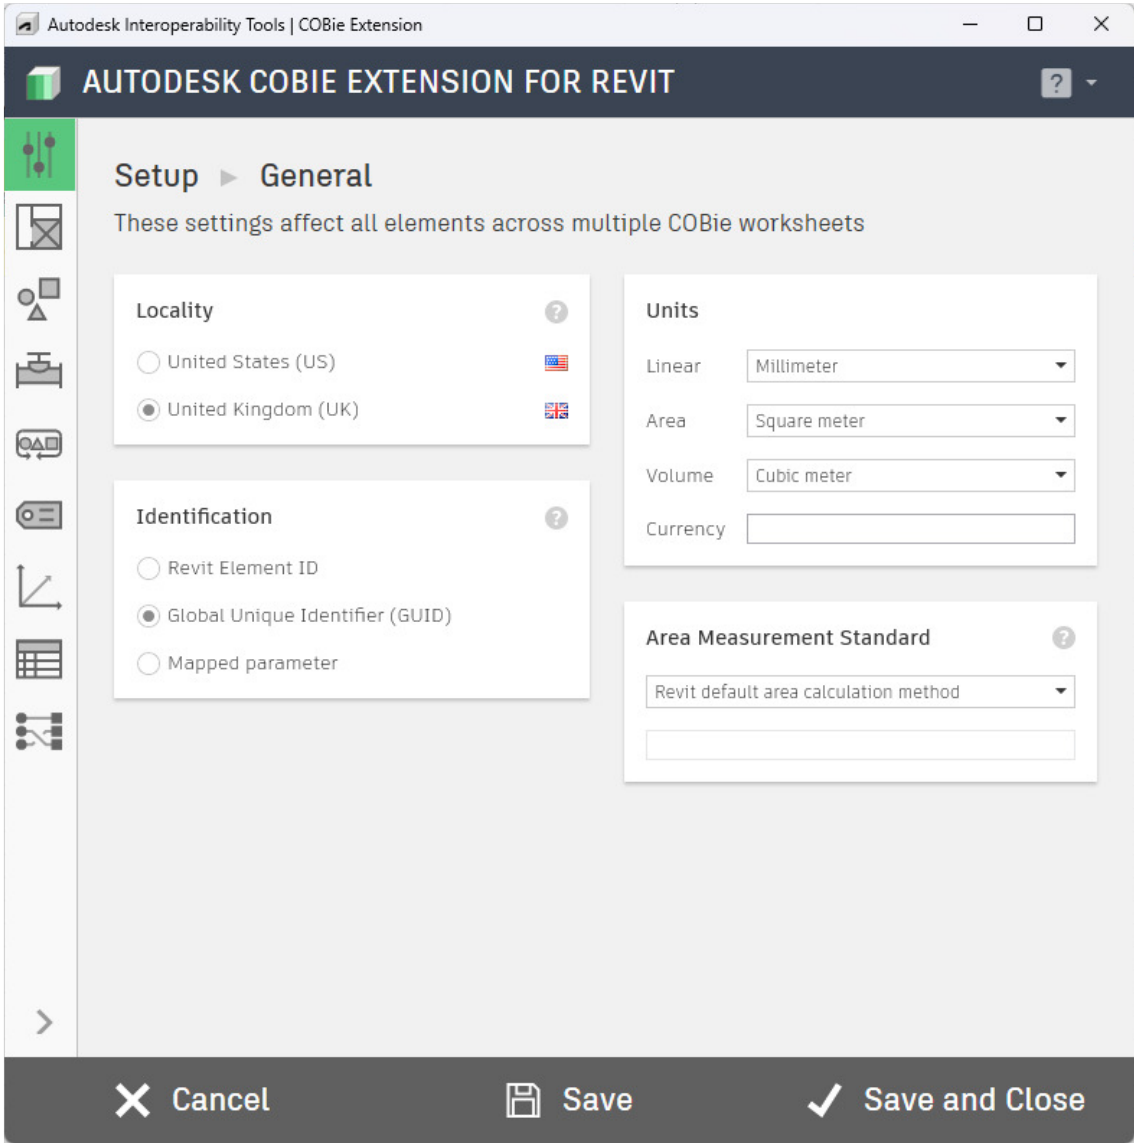 Autodesk Interoperability Tools | COBie Extension
AUTODESK COBIE EXTENSION FOR REVIT
?
Setup ▶ General
These settings affect all elements across multiple COBie worksheets
Locality
?
United States (US)
United Kingdom (UK)
Identification
?
Revit Element ID
Global Unique Identifier (GUID)
Mapped parameter
Units
Linear Millimeter
Area Square meter
Volume Cubic meter
Currency
Area Measurement Standard
?
Revit default area calculation method
Cancel
Save
Save and Close